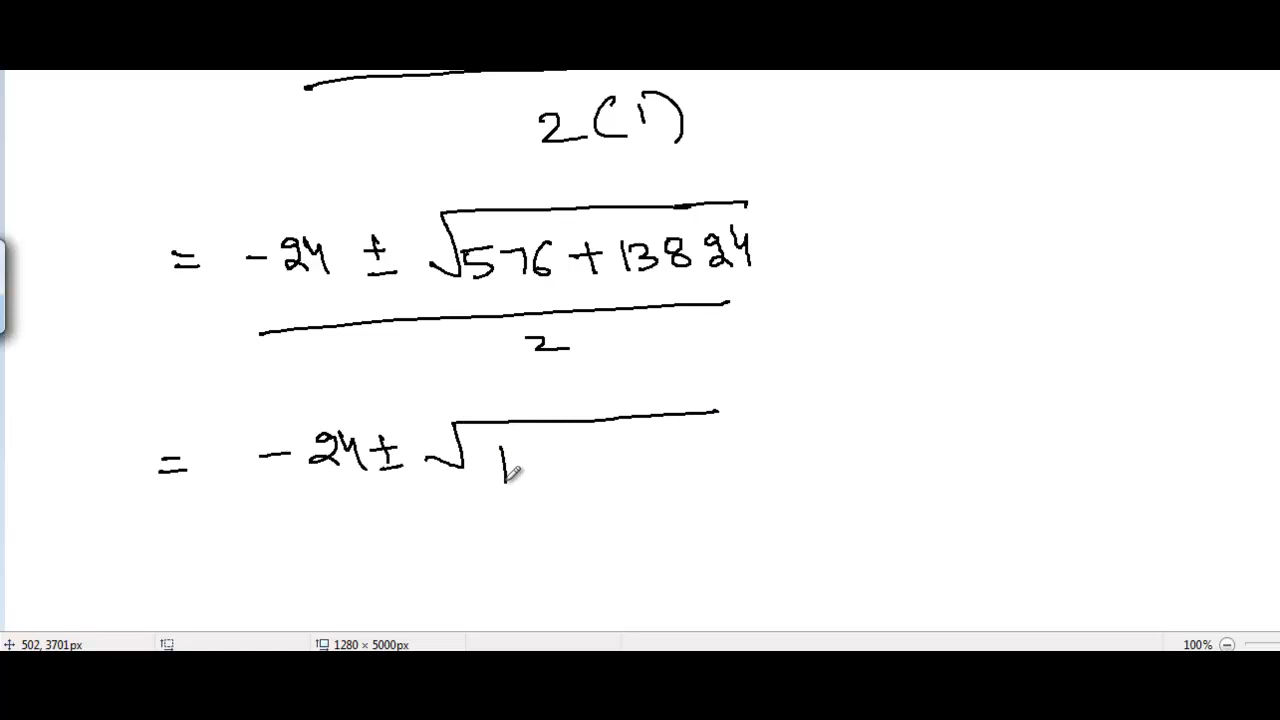 2(1)
= -24 ± √576+13824
2
= -24 ± √1
502, 3701px 1280 × 5000px 100%